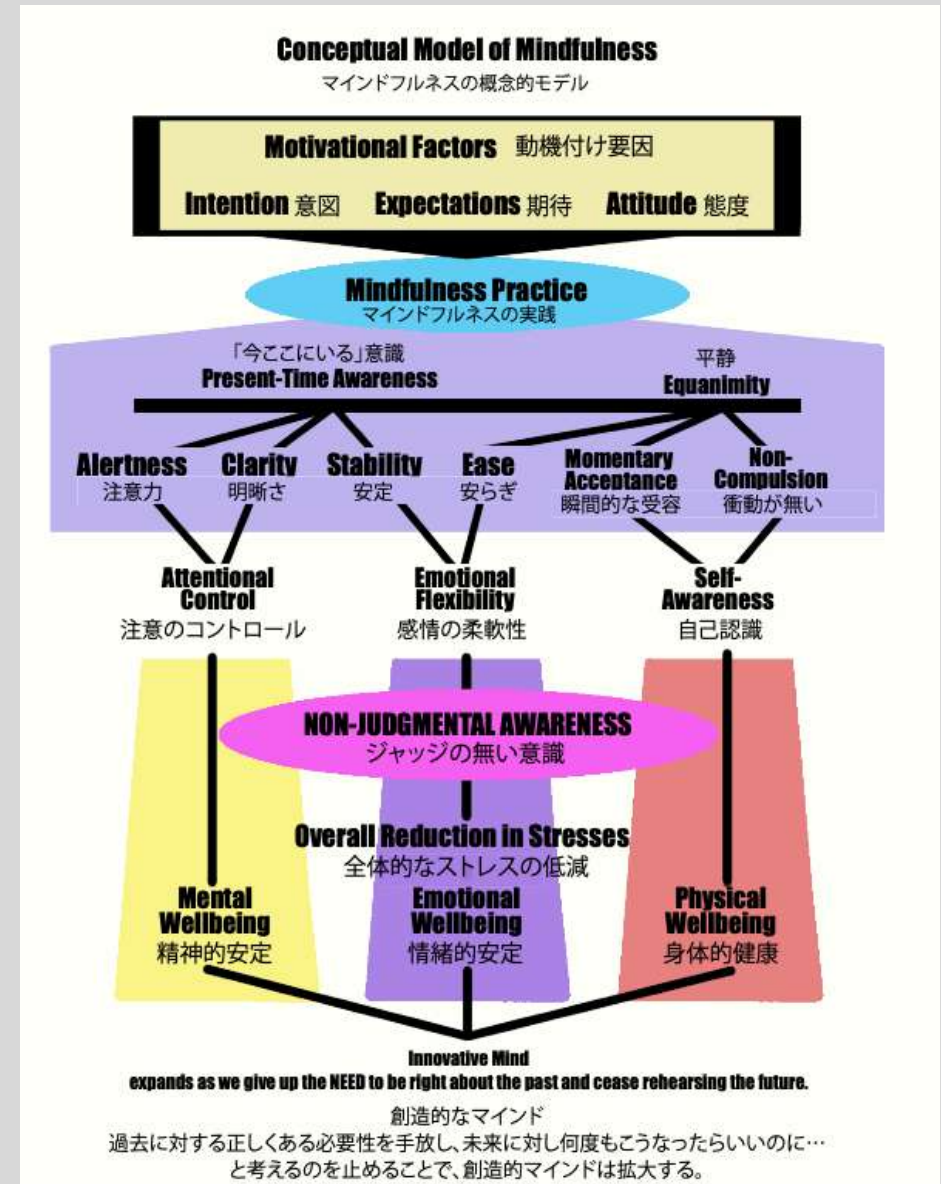 Conceptual Model of Mindfulness
マインドフルネスの概念的モデル
Motivational Factors 動機付け要因
Intention 意図 Expectations 期待 Attitude 態度
Mindfulness Practice
マインドフルネスの実践
「今ここにいる」意識
Present-Time Awareness
平静
Equanimity
Alertness
注意力
Clarity
明晰さ
Stability
安定
Ease
安らぎ
Momentary
Acceptance
瞬間的な受容
Non-
Compulsion
衝動が無い
Attentional
Control
注意のコントロール
Emotional
Flexibility
感情の柔軟性
Self-
Awareness
自己認識
NON-JUDGMENTAL AWARENESS
ジャッジの無い意識
Overall Reduction in Stresses
全体的なストレスの低減
Mental
Wellbeing
精神的安定
Emotional
Wellbeing
情緒的安定
Physical
Wellbeing
身体的健康
Innovative Mind
expands as we give up the NEED to be right about the past and cease rehearsing the future.
創造的なマインド
過去に対する正しくある必要性を手放し、未来に対し何度もこうなったらいいのに…
と考えるのを止めることで、創造的マインドは拡大する。